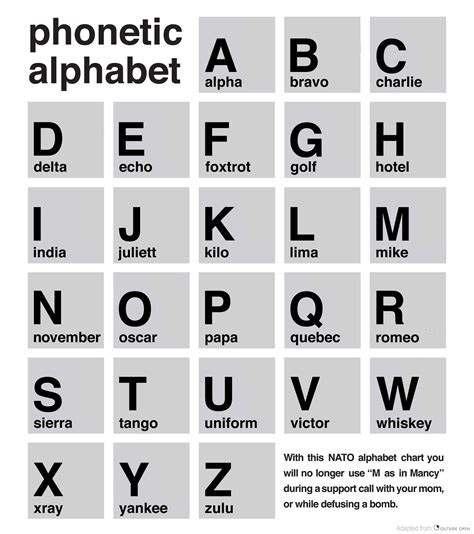 phonetic
alphabet
A
alpha
B
bravo
C
charlie
D
delta
E
echo
F
foxtrot
G
golf
H
hotel
I
india
J
juliett
K
kilo
L
lima
M
mike
N
november
O
oscar
P
papa
Q
quebec
R
romeo
S
sierra
T
tango
U
uniform
V
victor
W
whiskey
X
xray
Y
yankee
Z
zulu
With this NATO alphabet chart you
will no longer use “M as in Mancy”
during a support call with your mom,
or while defusing a bomb.
Adapted from OUTSIDE OPEN